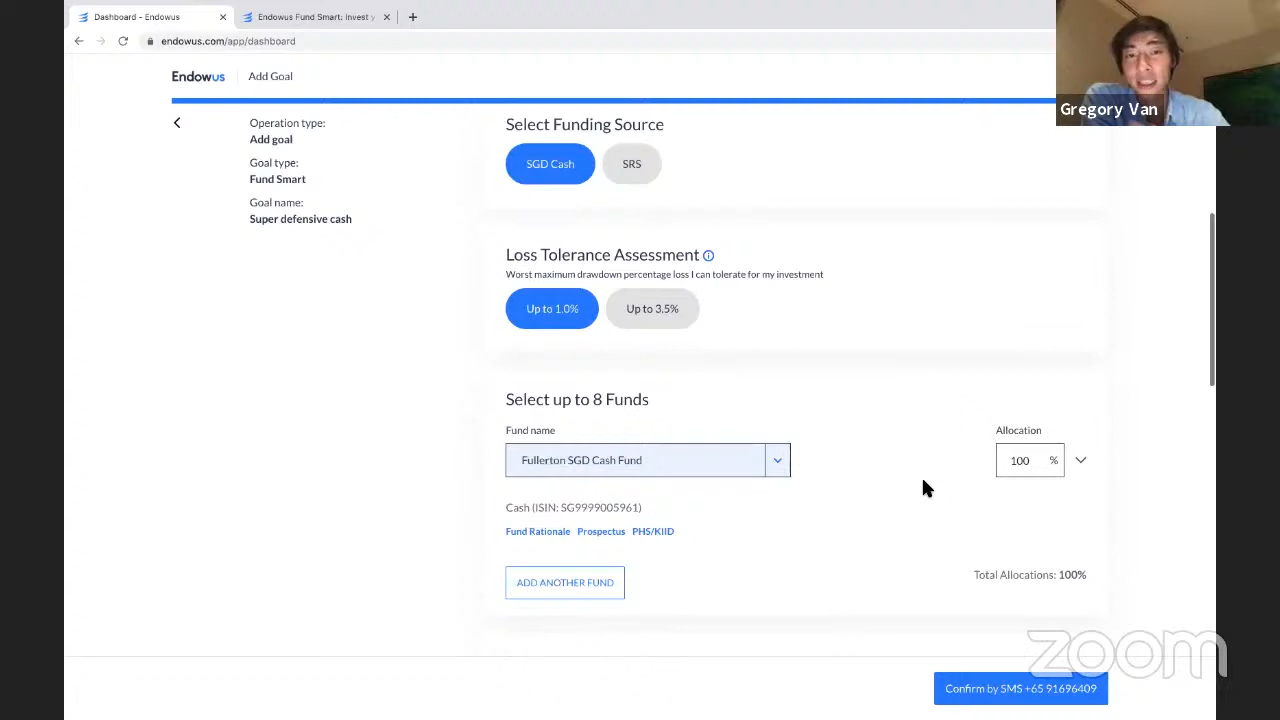 Dashboard - Endowus
Endowus Fund Smart: Invest y
endowus.com/app/dashboard
Gregory Van
Endowus
Add Goal
Operation type:
Add goal
Goal type:
Fund Smart
Goal name:
Super defensive cash
Select Funding Source
SGD Cash
SRS
Loss Tolerance Assessment
Worst maximum drawdown percentage loss I can tolerate for my investment
Up to 1.0%
Up to 3.5%
Select up to 8 Funds
Fund name
Allocation
Fullerton SGD Cash Fund
100 %
Cash (ISIN: SG9999005961)
Fund Rationale Prospectus PHS/KIID
ADD ANOTHER FUND
Total Allocations: 100%
zoom
Confirm by SMS +65 91696409